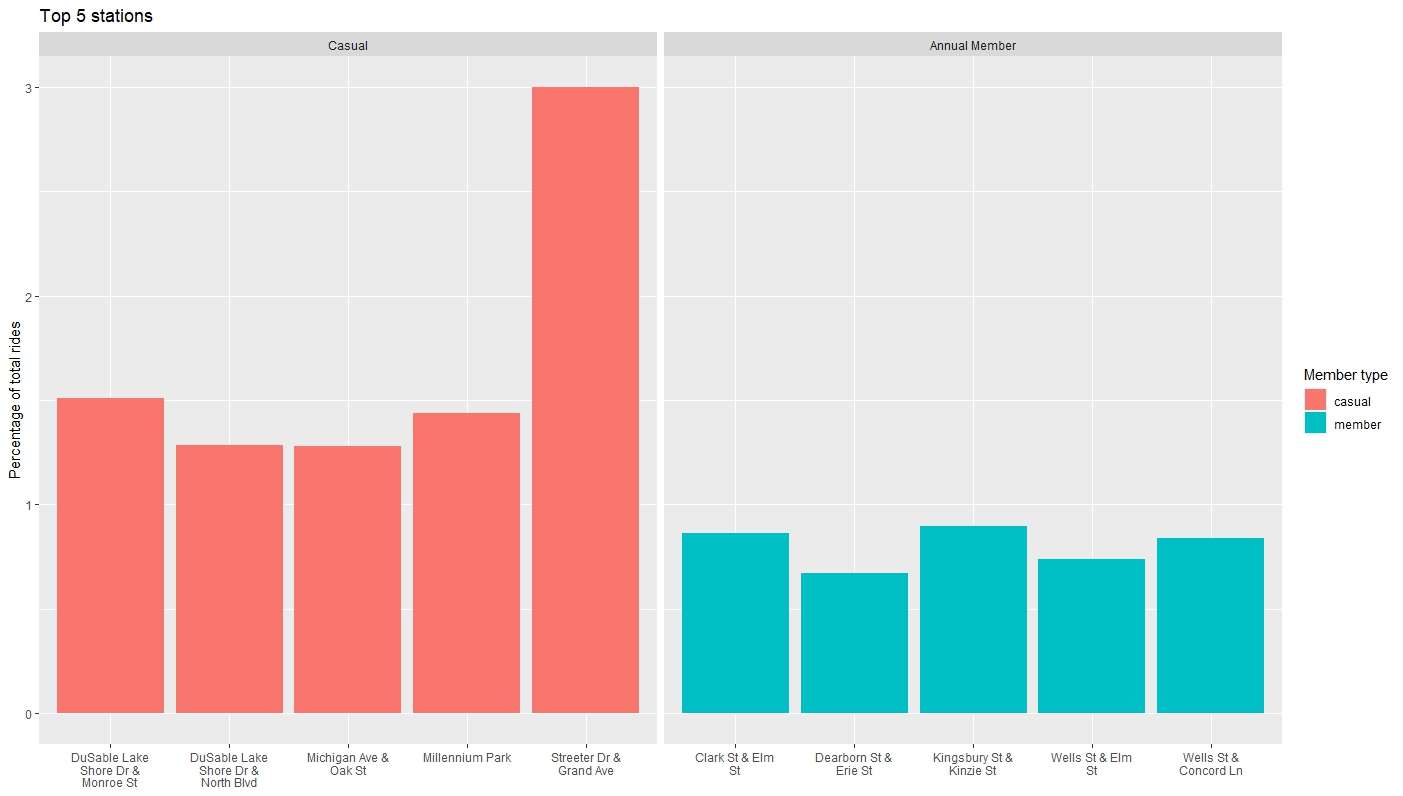 Top 5 stations
Casual
Annual Member
Percentage of total rides
3
2
1
0
DuSable Lake
Shore Dr &
Monroe St
DuSable Lake
Shore Dr &
North Blvd
Michigan Ave &
Oak St
Millennium Park
Streeter Dr &
Grand Ave
Clark St & Elm
St
Dearborn St &
Erie St
Kingsbury St &
Kinzie St
Wells St & Elm
St
Wells St &
Concord Ln
Member type
casual
member